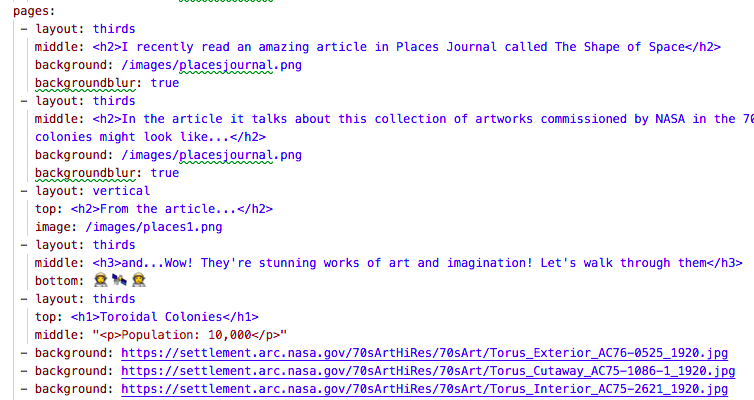 pages:
- layout: thirds
middle: <h2>I recently read an amazing article in Places Journal called The Shape of Space</h2>
background: /images/placesjournal.png
backgroundblur: true
- layout: thirds
middle: <h2>In the article it talks about this collection of artworks commissioned by NASA in the 70
colonies might look like...</h2>
background: /images/placesjournal.png
backgroundblur: true
- layout: vertical
top: <h2>From the article...</h2>
image: /images/places1.png
- layout: thirds
middle: <h3>and...Wow! They're stunning works of art and imagination! Let's walk through them</h3>
bottom: 👩‍🚀🛰️👩‍🚀
- layout: thirds
top: <h1>Toroidal Colonies</h1>
middle: "<p>Population: 10,000</p>"
- background: https://settlement.arc.nasa.gov/70sArtHiRes/70sArt/Torus_Exterior_AC76-0525_1920.jpg
- background: https://settlement.arc.nasa.gov/70sArtHiRes/70sArt/Torus_Cutaway_AC75-1086-1_1920.jpg
- background: https://settlement.arc.nasa.gov/70sArtHiRes/70sArt/Torus_Interior_AC75-2621_1920.jpg